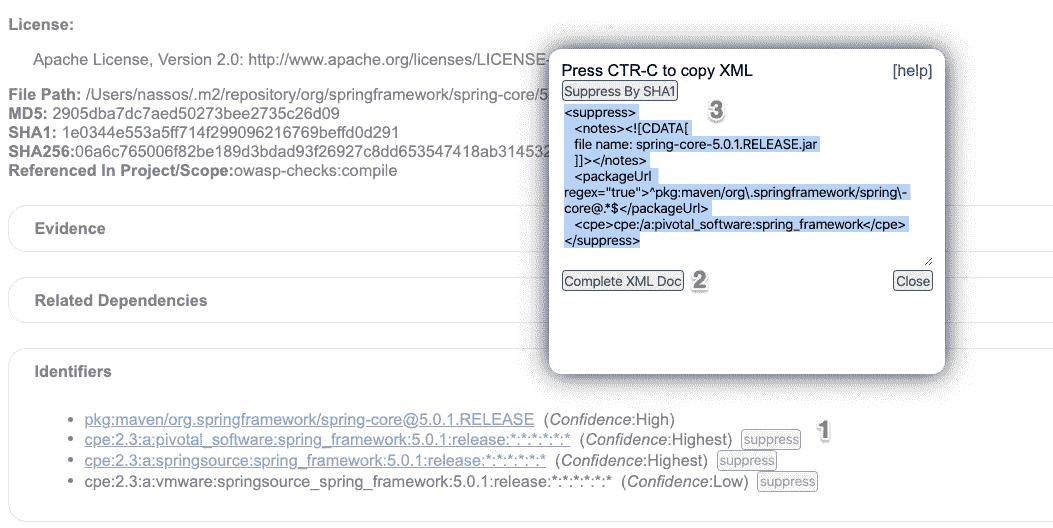 License:
Apache License, Version 2.0: http://www.apache.org/licenses/LICENSE-
File Path: /Users/nassos/.m2/repository/org/springframework/spring-core/5
MD5: 2905dba7dc7aed50273bee2735c26d09
SHA1: 1e0344e553a5ff714f299096216769beffd0d291
SHA256:06a6c765006f82be189d3bdad93f26927c8dd653547418ab314532
Referenced In Project/Scope:owasp-checks:compile
Evidence
Related Dependencies
Identifiers
pkg:maven/org.springframework/spring-core@5.0.1.RELEASE (Confidence:High)
cpe:2.3:a:pivotal_software:spring_framework:5.0.1:release:*:*:*:*:*:* (Confidence:Highest) suppress
1
cpe:2.3:a:springsource:spring_framework:5.0.1:release:*:*:*:*:*:* (Confidence:Highest) suppress
cpe:2.3:a:vmware:springsource_spring_framework:5.0.1:release:*:*:*:*:*:* (Confidence:Low) suppress
Press CTR-C to copy XML [help]
Suppress By SHA1
3
<suppress>
<notes><![CDATA[
file name: spring-core-5.0.1.RELEASE.jar
]]></notes>
<packageUrl
regex="true">^pkg:maven/org\.springframework/spring\-
core@.*$</packageUrl>
<cpe>cpe:/a:pivotal_software:spring_framework</cpe>
</suppress>
Complete XML Doc 2 Close